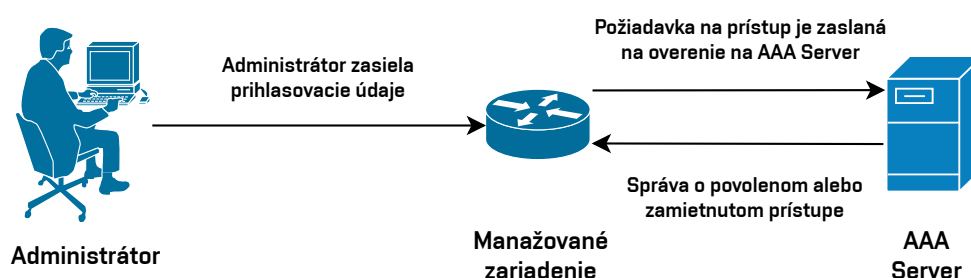 Administrátor zasiela
prihlasovacie údaje
Požiadavka na prístup je zaslaná
na overenie na AAA Server
Správa o povolenom alebo
zamietnutom prístupe
Administrátor
Manažované
zariadenie
AAA
Server